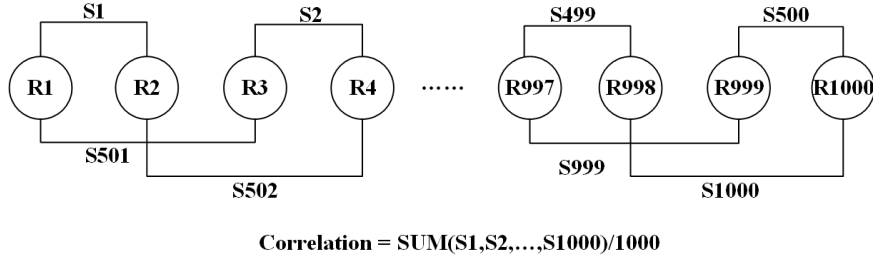 S1 S2 S499 S500
R1 R2 R3 R4 …… R997 R998 R999 R1000
S501 S999
S502 S1000
Correlation = SUM(S1,S2,…,S1000)/1000